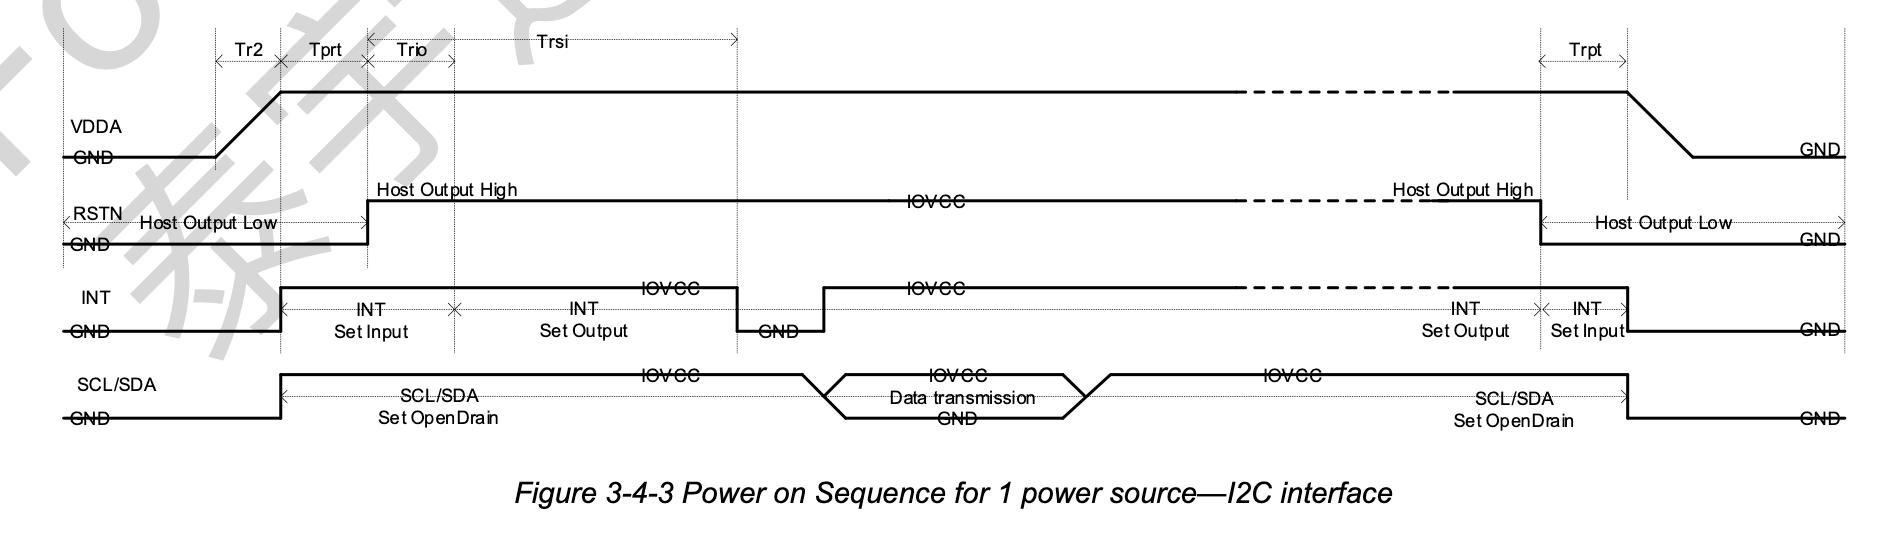 Tr2 Tprt Trio Trsi Trpt
VDDA
GND GND
Host Output High IOVCC Host Output High
RSTN Host Output Low Host Output Low
GND GND
IOVCC IOVCC
INT INT INT INT INT
Set Input Set Output Set Output Set Input
GND GND GND
IOVCC IOVCC IOVCC
SCL/SDA SCL/SDA Data transmission SCL/SDA
GND Set OpenDrain GND Set OpenDrain GND
Figure 3-4-3 Power on Sequence for 1 power source—I2C interface
泰宇